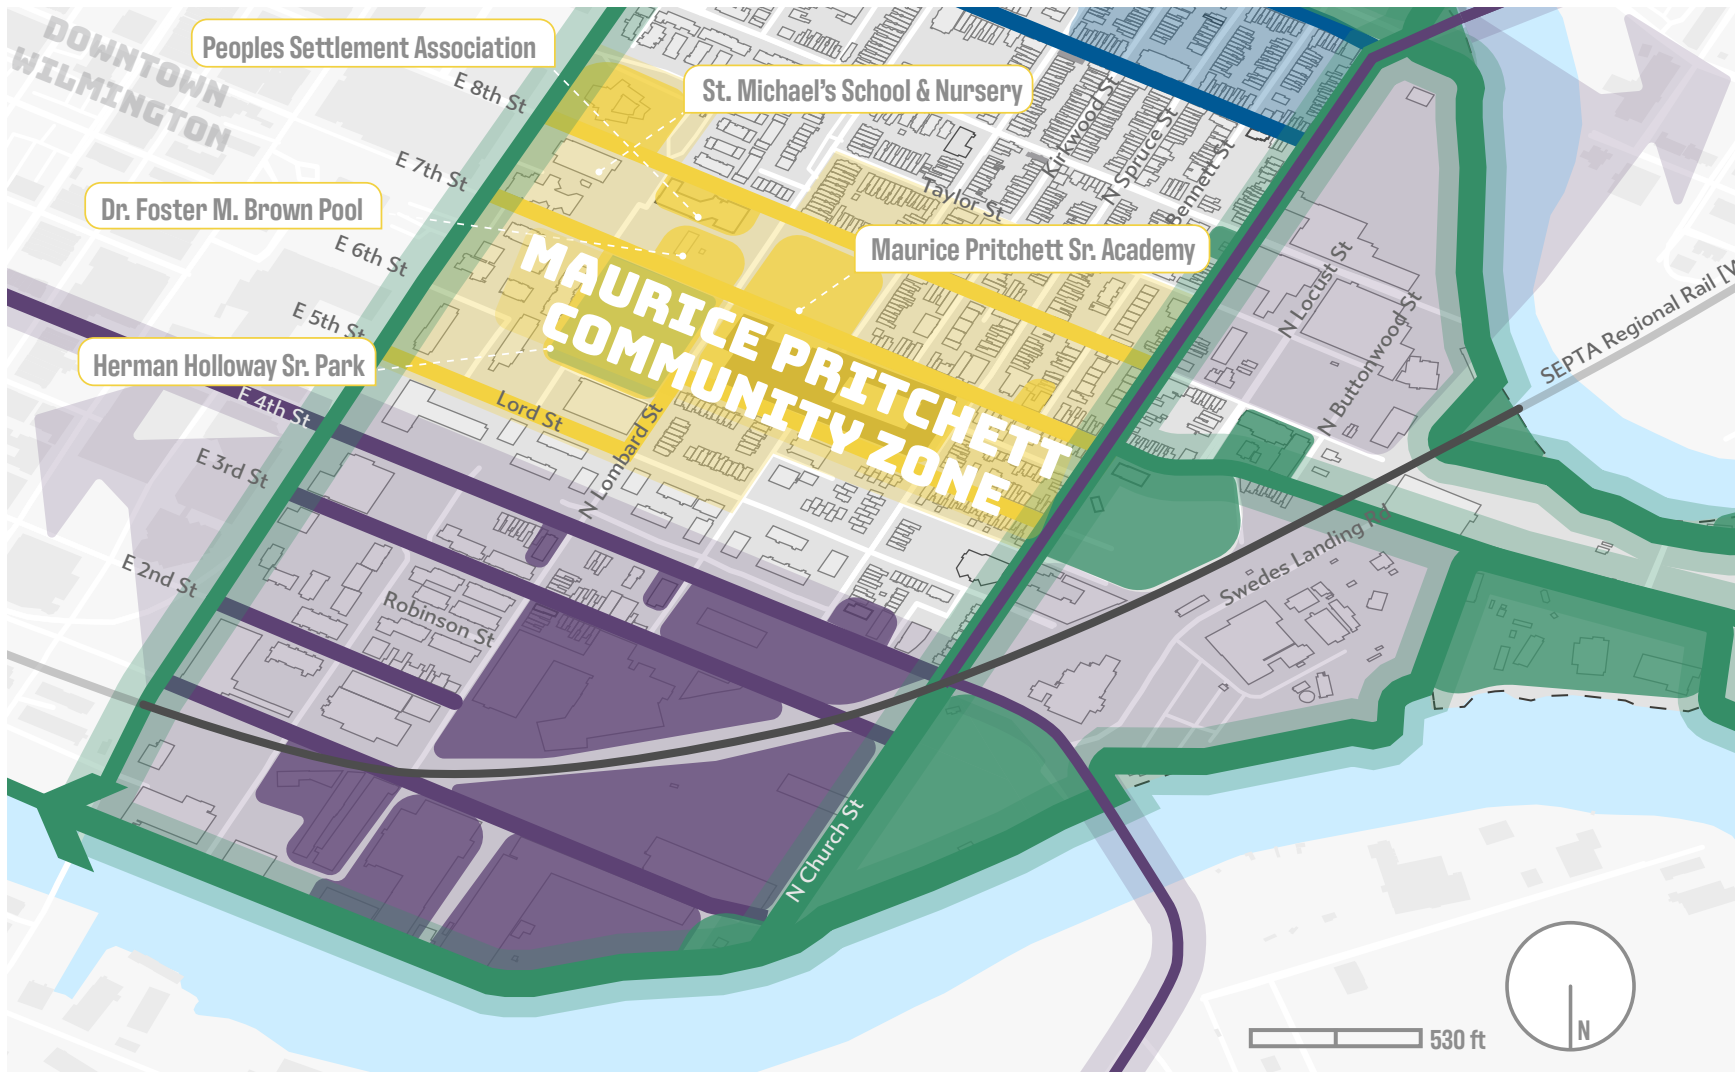 DOWNTOWN
WILMINGTON
Peoples Settlement Association
E 8th St
St. Michael's School & Nursery
E 7th St
Kirkwood St
N Spruce St
Bennett St
Taylor St
Dr. Foster M. Brown Pool
E 6th St
Maurice Pritchett Sr. Academy
MAURICE PRITCHETT
COMMUNITY ZONE
N Locust St
N Buttonwood St
SEPTA Regional Rail [W
E 5th St
Herman Holloway Sr. Park
E 4th St
Lord St
N Lombard St
E 3rd St
Swedes Landing Rd
E 2nd St
Robinson St
N Church St
530 ft
N